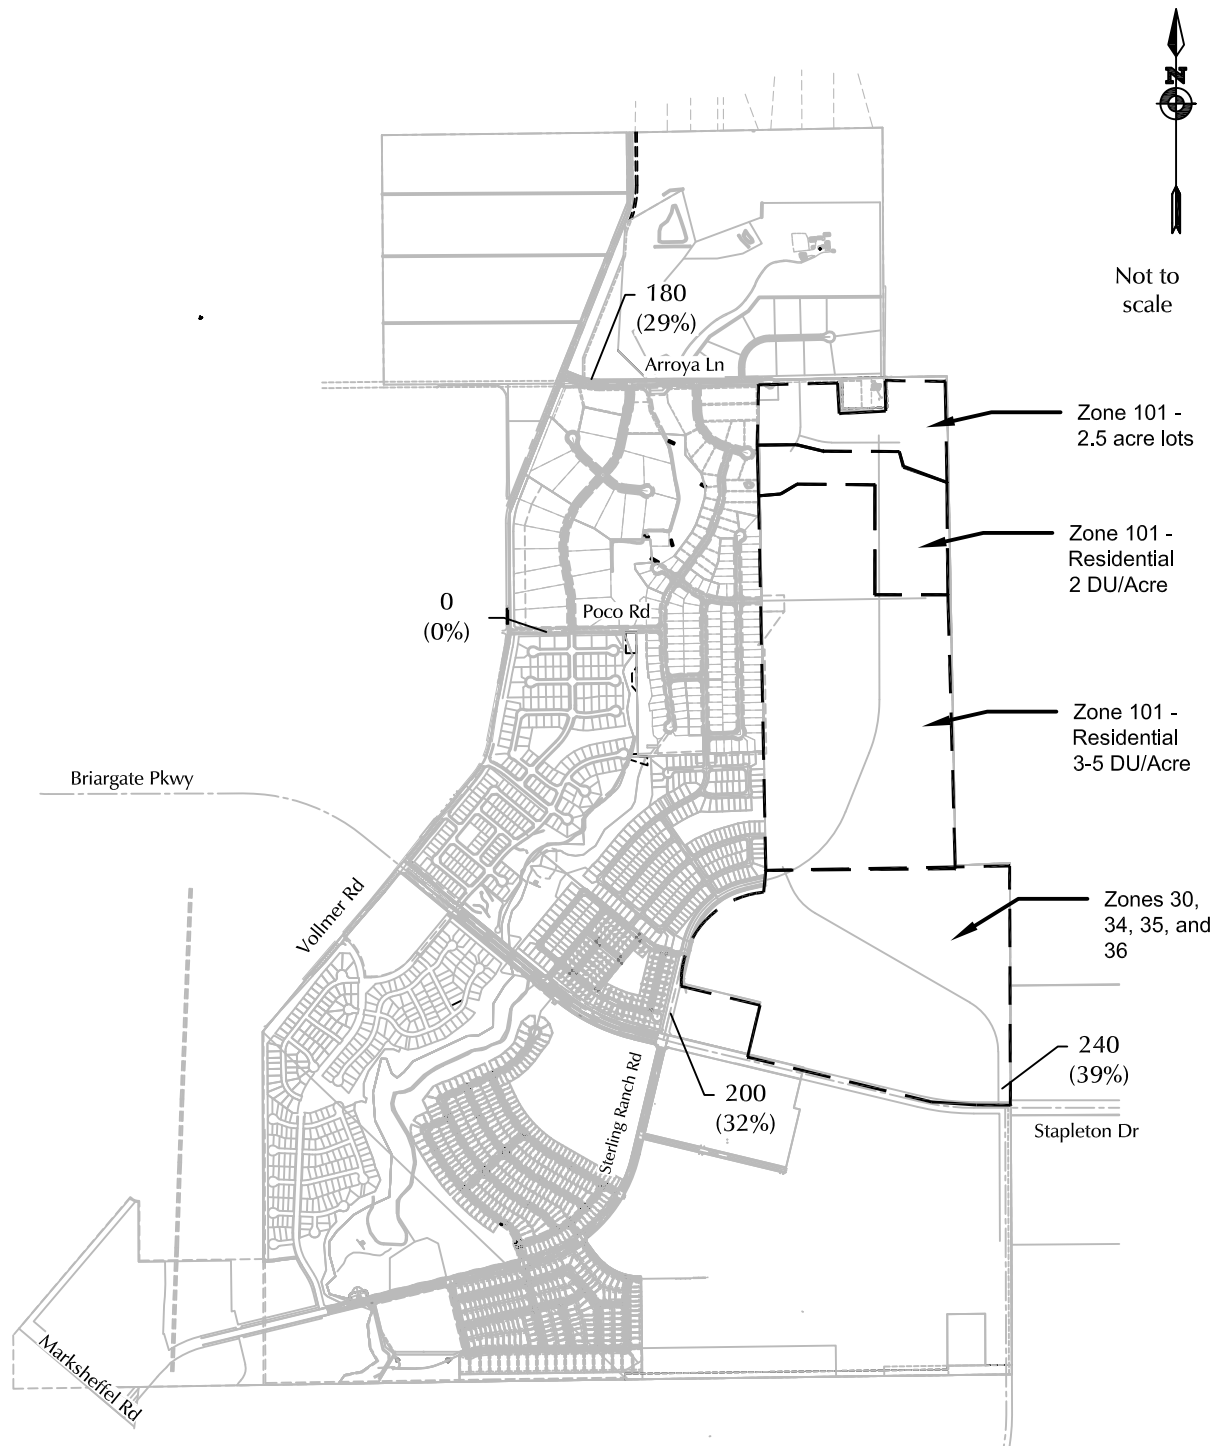 N
Not to
scale
180
(29%)
Arroya Ln
Zone 101 -
2.5 acre lots
Zone 101 -
Residential
2 DU/Acre
0
(0%)
Poco Rd
Zone 101 -
Residential
3-5 DU/Acre
Briargate Pkwy
Vollmer Rd
Zones 30,
34, 35, and
36
240
(39%)
200
(32%)
Sterling Ranch Rd
Stapleton Dr
Marksheffel Rd